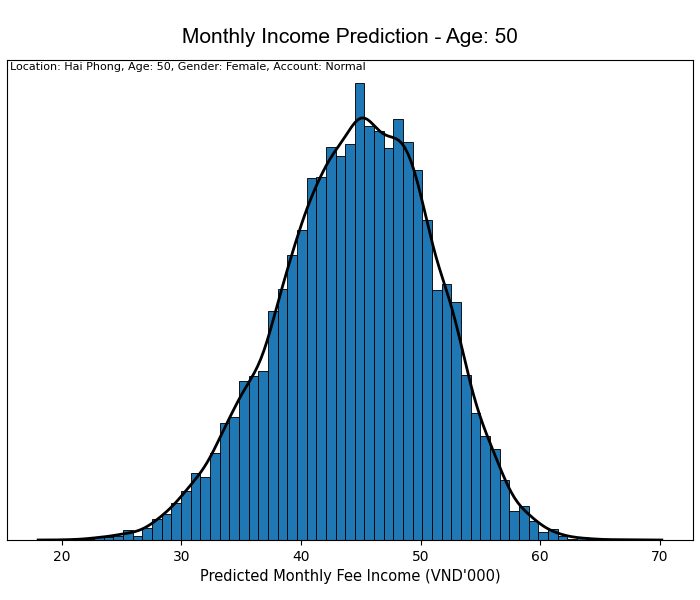 Monthly Income Prediction - Age: 50
Location: Hai Phong, Age: 50, Gender: Female, Account: Normal
20 30 40 50 60 70
Predicted Monthly Fee Income (VND'000)